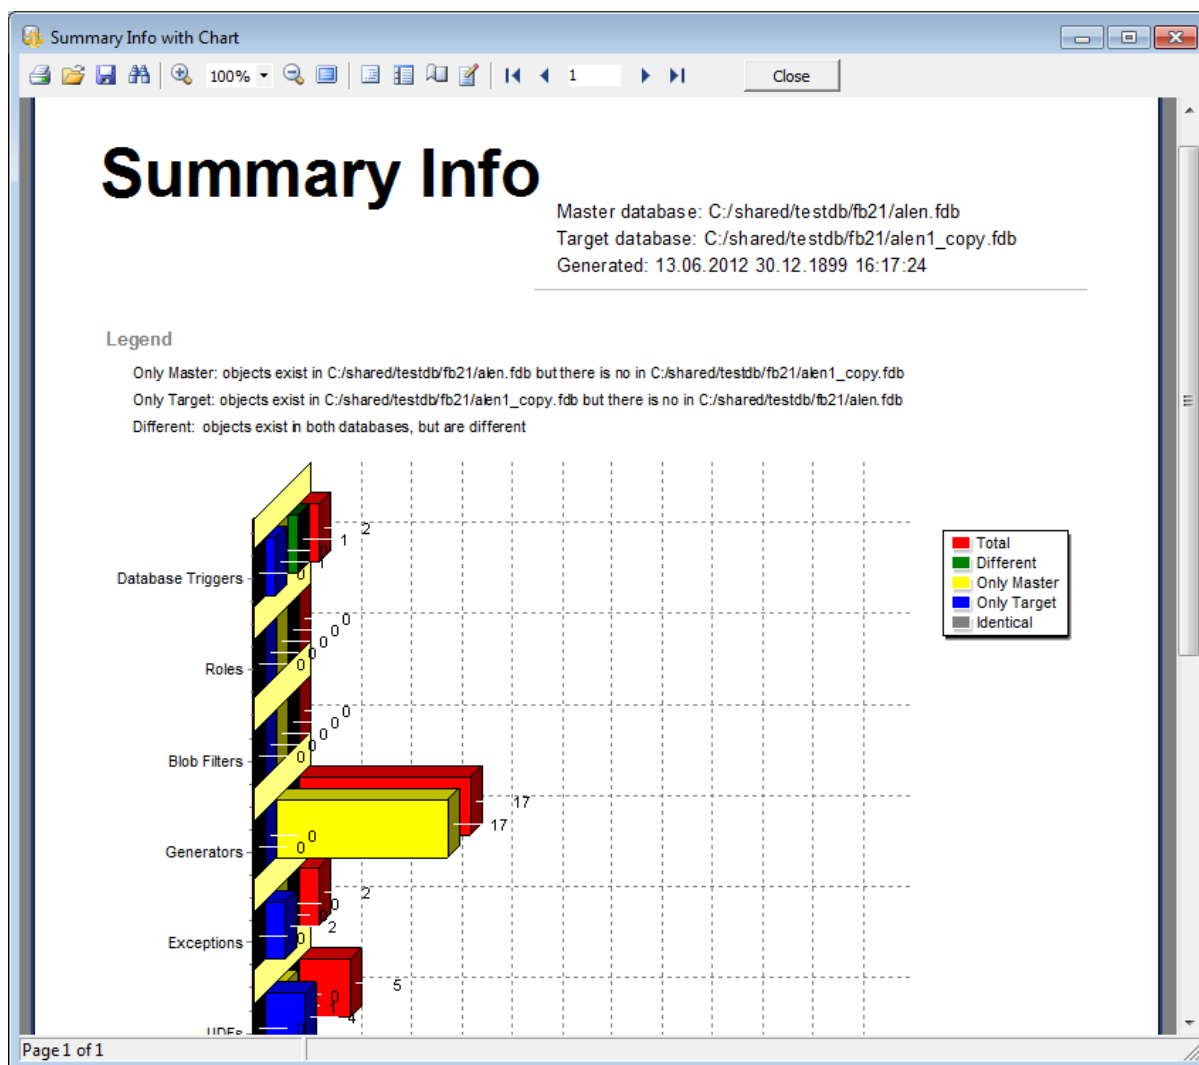 Summary Info with Chart
100%
1
Close
Summary Info
Master database: C:/shared/testdb/fb21/alen.fdb
Target database: C:/shared/testdb/fb21/alen1_copy.fdb
Generated: 13.06.2012 30.12.1899 16:17:24
Legend
Only Master: objects exist in C:/shared/testdb/fb21/alen.fdb but there is no in C:/shared/testdb/fb21/alen1_copy.fdb
Only Target: objects exist in C:/shared/testdb/fb21/alen1_copy.fdb but there is no in C:/shared/testdb/fb21/alen.fdb
Different: objects exist in both databases, but are different
Database Triggers
2
1
0
1
0
Roles
0
0
0
0
0
Blob Filters
0
0
0
0
0
Generators
17
17
0
0
Exceptions
2
0
0
2
0
UDFs
5
0
1
4
0
Total
Different
Only Master
Only Target
Identical
Page 1 of 1